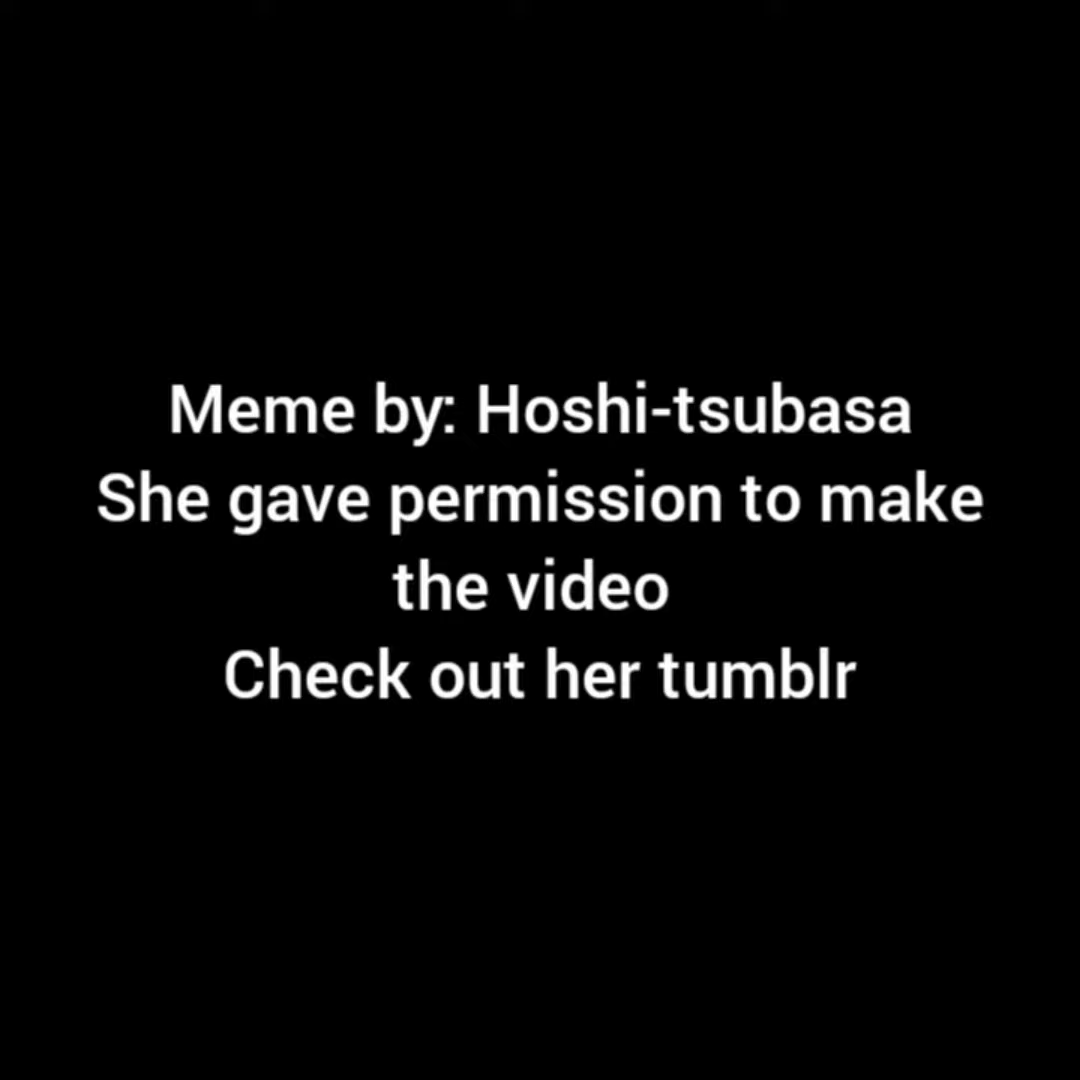 Meme by: Hoshi-tsubasa
She gave permission to make
the video
Check out her tumblr